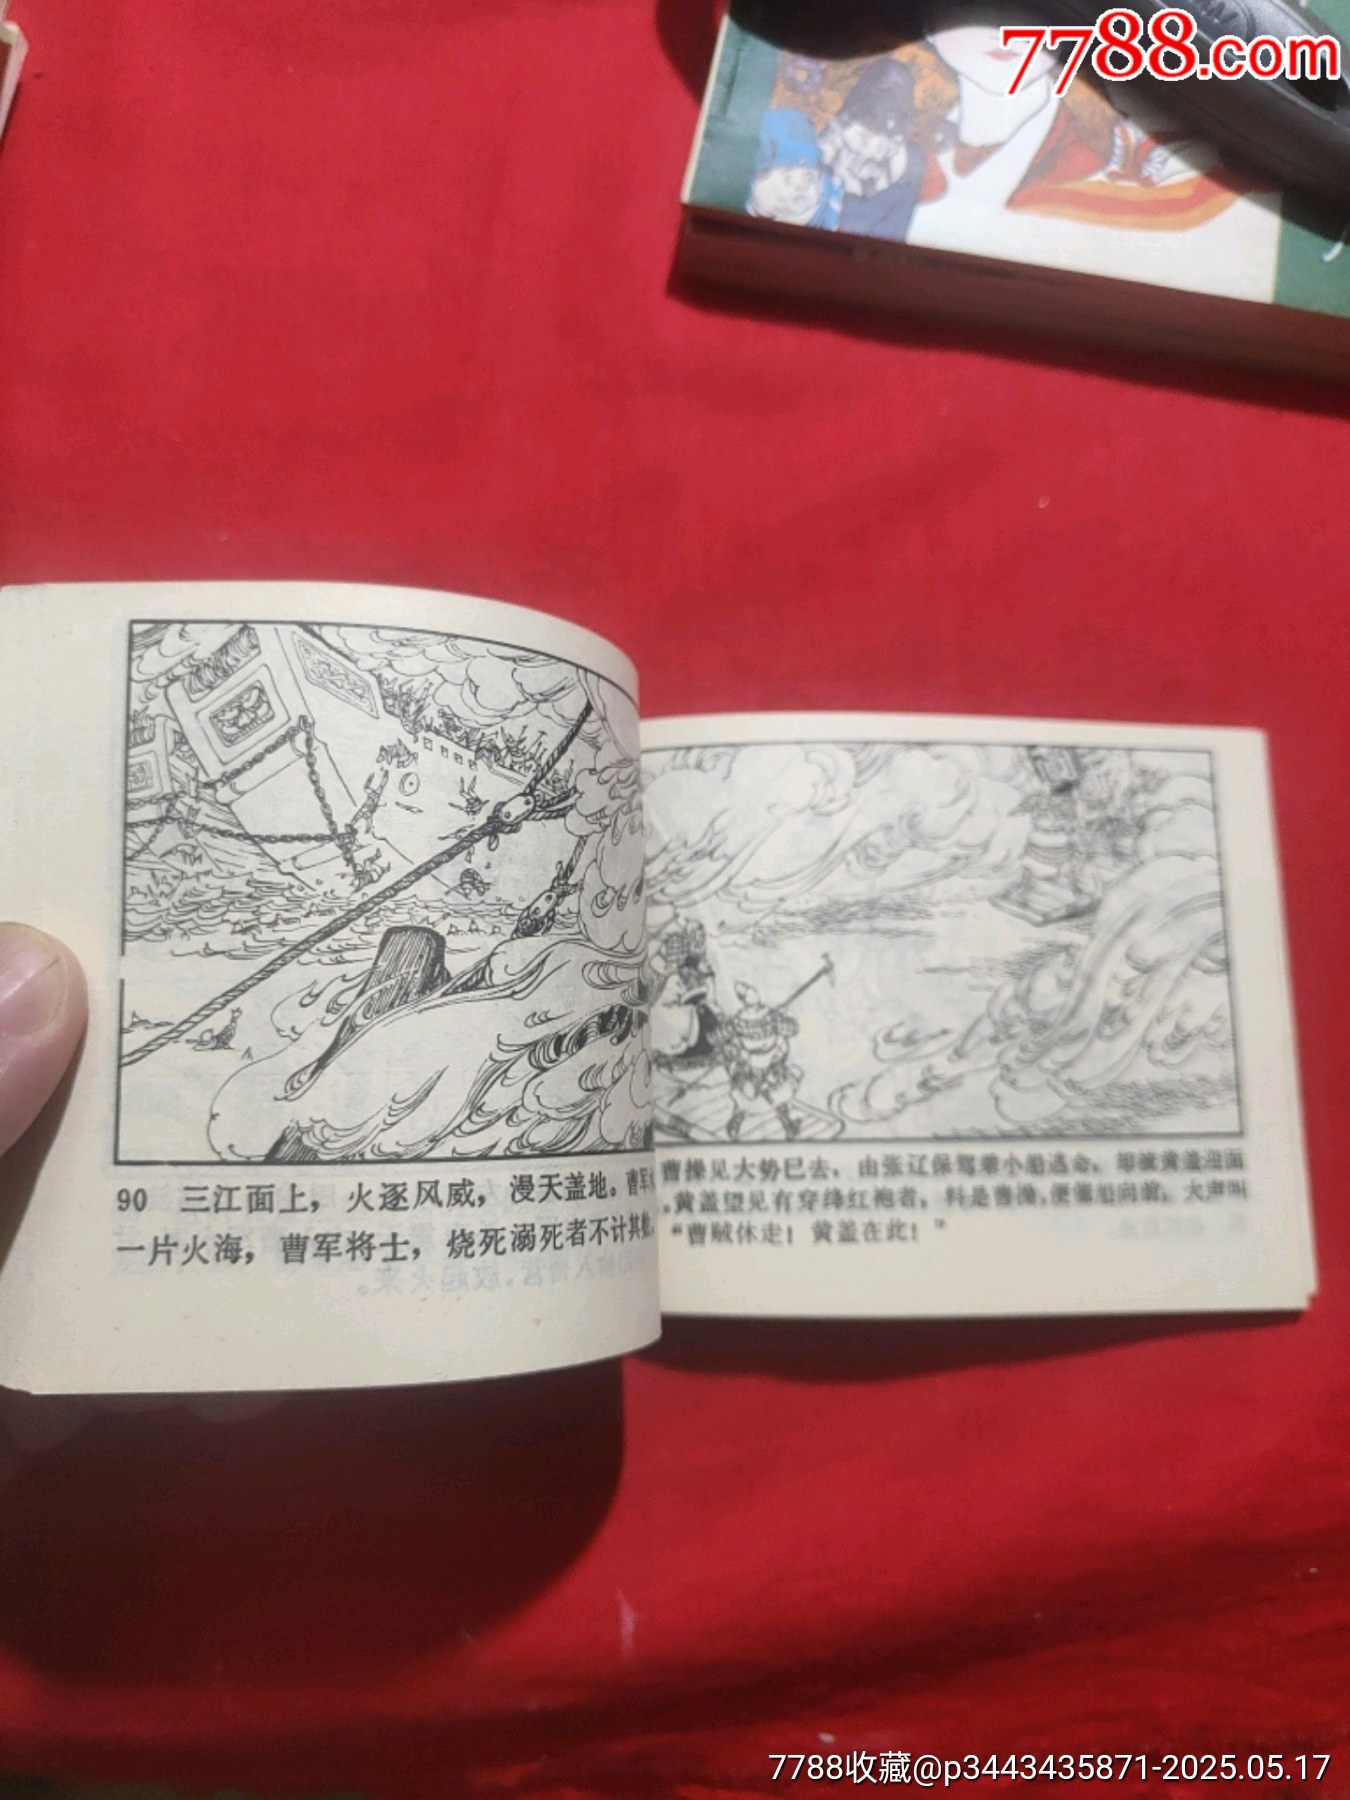 7788.com
90 三江面上，火逐风威，漫天盖地。曹军
一片火海，曹军将士，烧死溺死者不计其数。
曹操见大势已去，由张辽保驾乘小船逃命，却被黄盖迎面
。黄盖望见有穿绛红袍者，料是曹操，便催船向前，大声叫
“曹贼休走！黄盖在此！”
7788收藏@p3443435871-2025.05.17